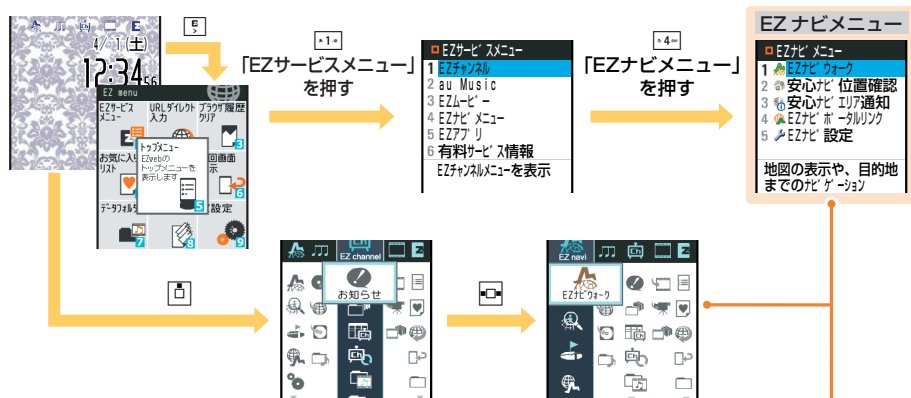 4/ 1(土)
12:34 56
EZ menu
EZサービス
メニュー
URLダイレクト
入力
ブラウザ履歴
クリア
お気に入り
リスト
トップメニュー
EZwebの
トップメニューを
表示します
回画面
示
データフォルダ
設定
3
5
6
7
8
9
1
「EZサービスメニュー」
を押す
EZサービスメニュー
1 EZチャンネル
2 au Music
3 EZムービー
4 EZナビメニュー
5 EZアプリ
6 有料サービス情報
EZチャンネルメニューを表示
4
「EZナビメニュー」
を押す
EZナビメニュー
EZナビメニュー
1 EZナビウォーク
2 安心ナビ位置確認
3 安心ナビエリア通知
4 EZナビポータルリンク
5 EZナビ設定
地図の表示や、目的地
までのナビゲーション
EZ channel
お知らせ
EZ navi
EZナビウォーク